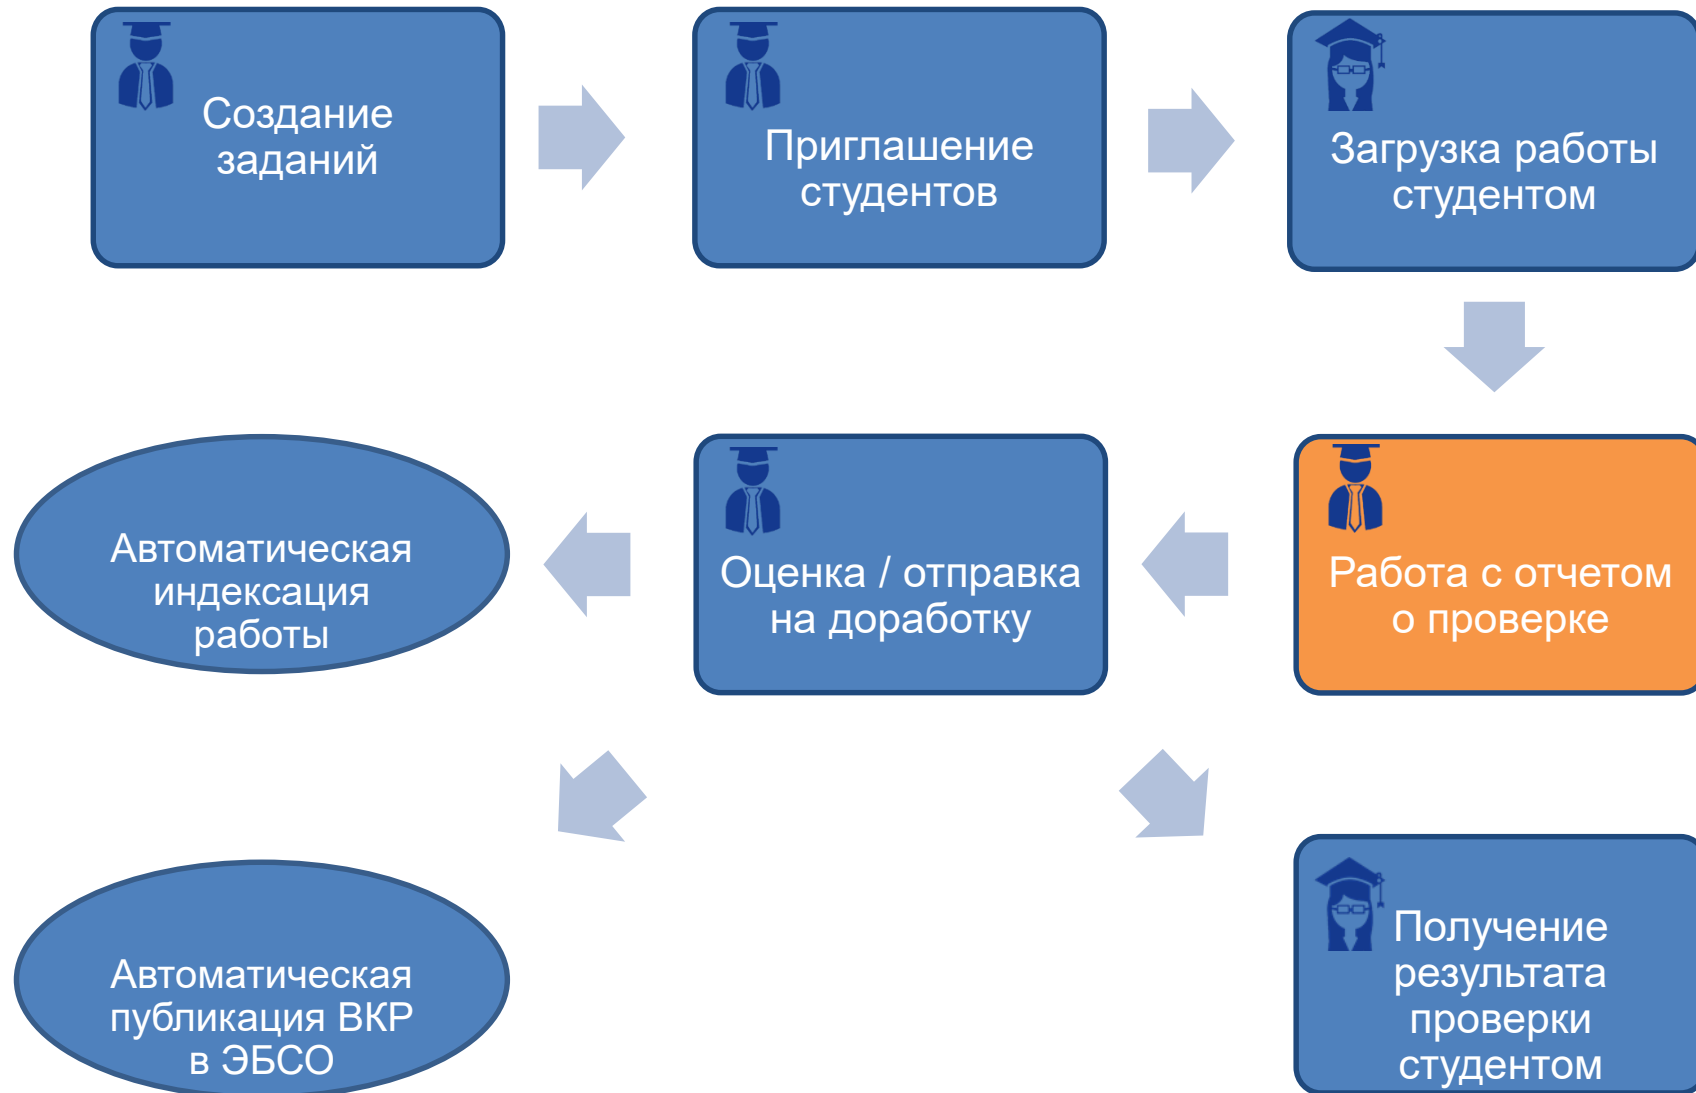 Создание
заданий
Приглашение
студентов
Загрузка работы
студентом
Автоматическая
индексация
работы
Оценка / отправка
на доработку
Работа с отчетом
о проверке
Автоматическая
публикация ВКР
в ЭБСО
Получение
результата
проверки
студентом